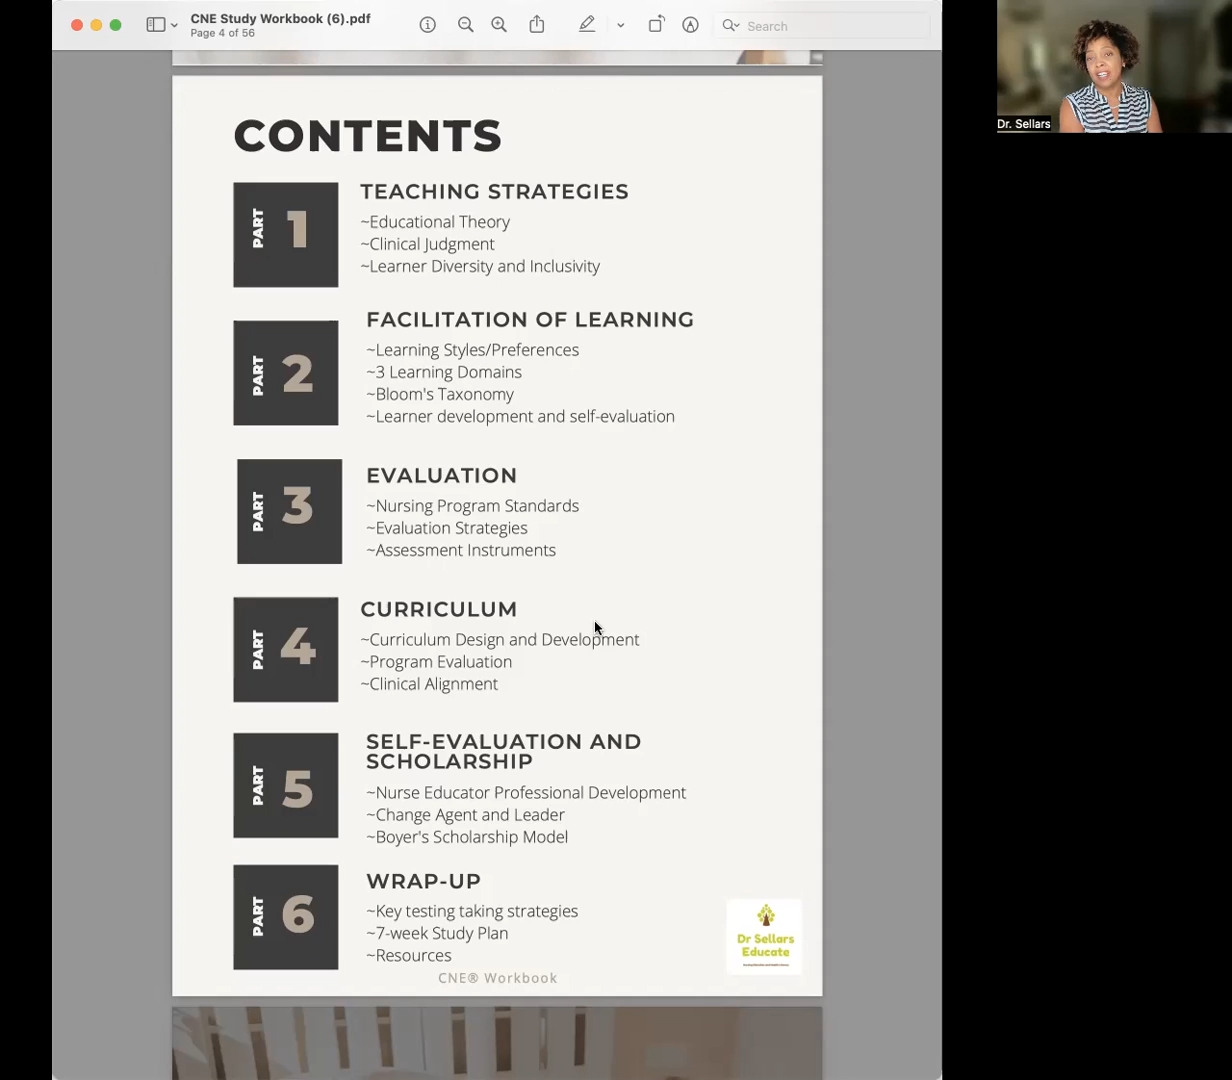 CNE Study Workbook (6).pdf
Page 4 of 56
Search
Dr. Sellars
CONTENTS
PART 1
TEACHING STRATEGIES
~Educational Theory
~Clinical Judgment
~Learner Diversity and Inclusivity
PART 2
FACILITATION OF LEARNING
~Learning Styles/Preferences
~3 Learning Domains
~Bloom's Taxonomy
~Learner development and self-evaluation
PART 3
EVALUATION
~Nursing Program Standards
~Evaluation Strategies
~Assessment Instruments
PART 4
CURRICULUM
~Curriculum Design and Development
~Program Evaluation
~Clinical Alignment
PART 5
SELF-EVALUATION AND
SCHOLARSHIP
~Nurse Educator Professional Development
~Change Agent and Leader
~Boyer's Scholarship Model
PART 6
WRAP-UP
~Key testing taking strategies
~7-week Study Plan
~Resources
Dr Sellars
Educate
CNE® Workbook